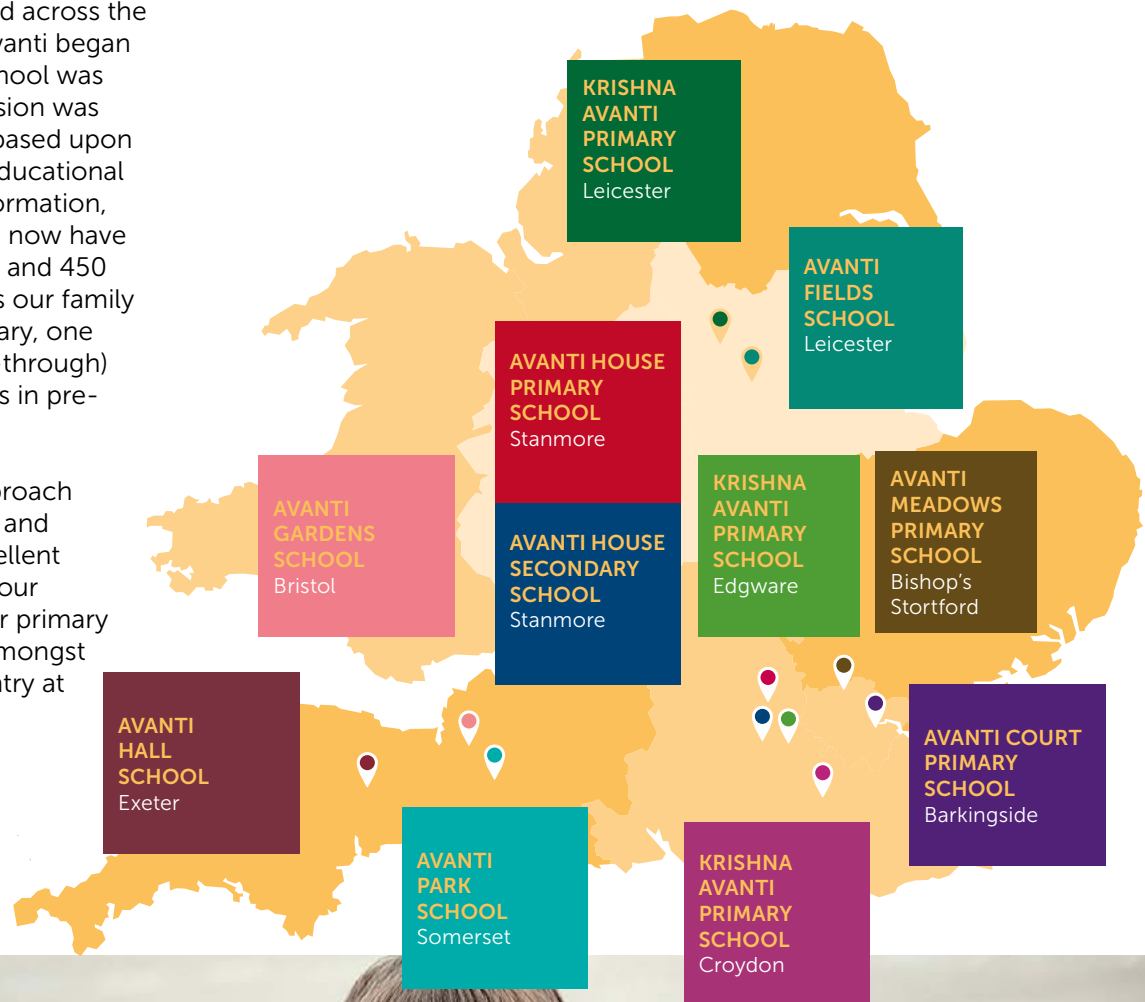 d across the
vanti began
hool was
sion was
based upon
ducational
ormation,
now have
and 450
s our family
ary, one
-through)
s in pre-
proach
and
ellent
our
r primary
mongst
ntry at
KRISHNA
AVANTI
PRIMARY
SCHOOL
Leicester
AVANTI
FIELDS
SCHOOL
Leicester
AVANTI HOUSE
PRIMARY
SCHOOL
Stanmore
AVANTI
GARDENS
SCHOOL
Bristol
AVANTI HOUSE
SECONDARY
SCHOOL
Stanmore
KRISHNA
AVANTI
PRIMARY
SCHOOL
Edgware
AVANTI
MEADOWS
PRIMARY
SCHOOL
Bishop's
Stortford
AVANTI
HALL
SCHOOL
Exeter
AVANTI
PARK
SCHOOL
Somerset
KRISHNA
AVANTI
PRIMARY
SCHOOL
Croydon
AVANTI COURT
PRIMARY
SCHOOL
Barkingside